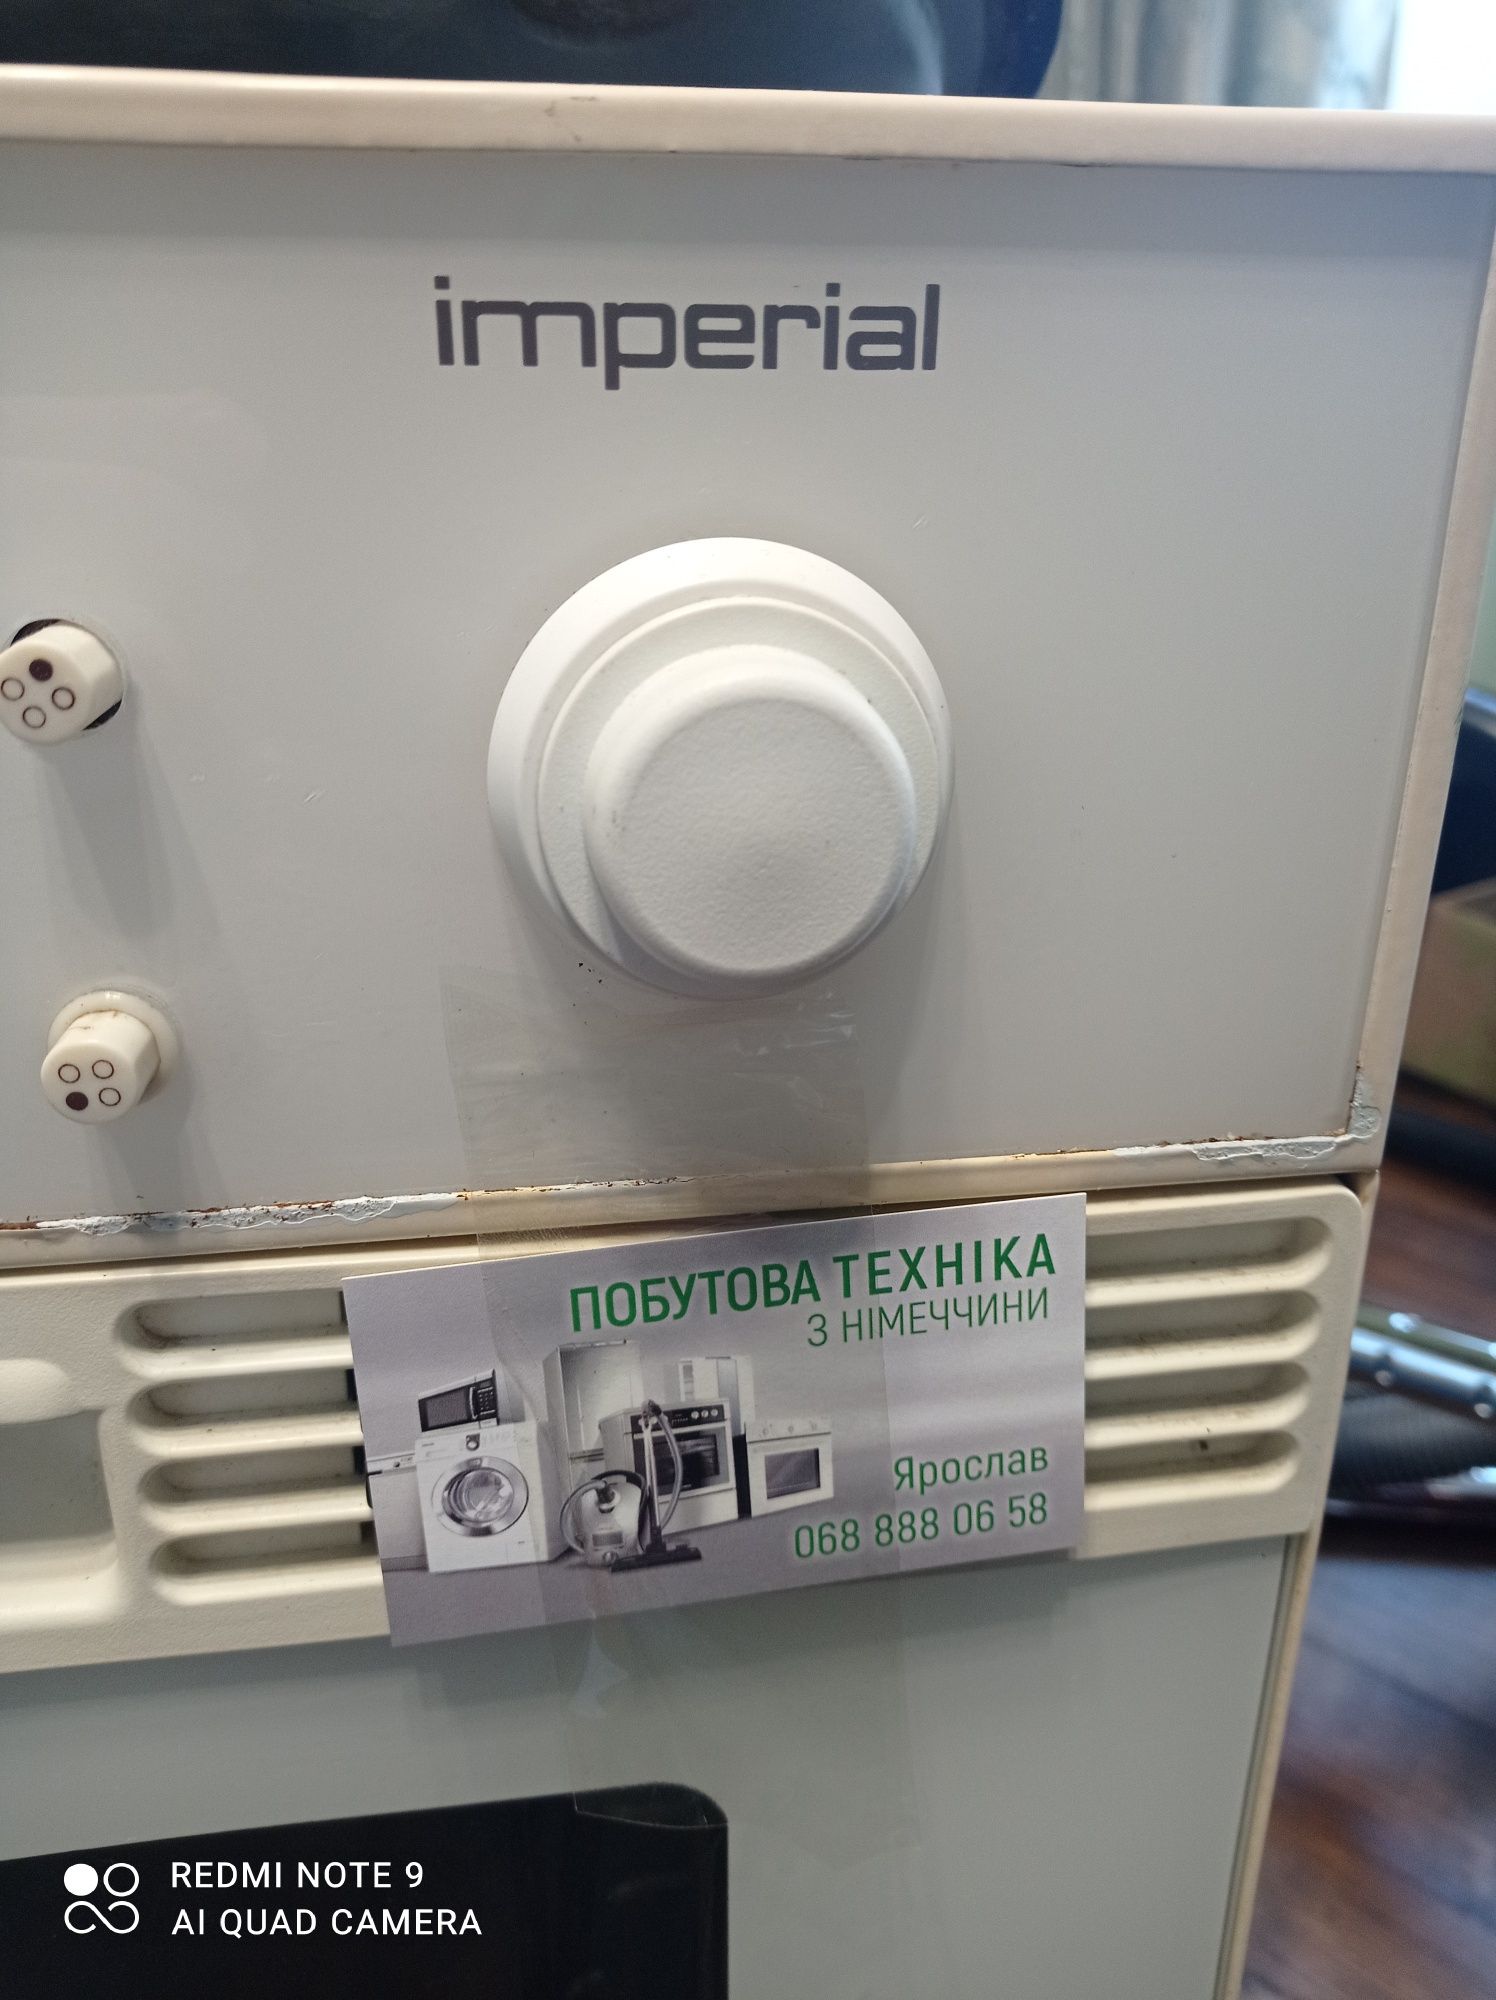 imperial
ПОБУТОВА ТЕХНІКА
З НІМЕЧЧИНИ
Ярослав
068 888 06 58
REDMI NOTE 9
AI QUAD CAMERA